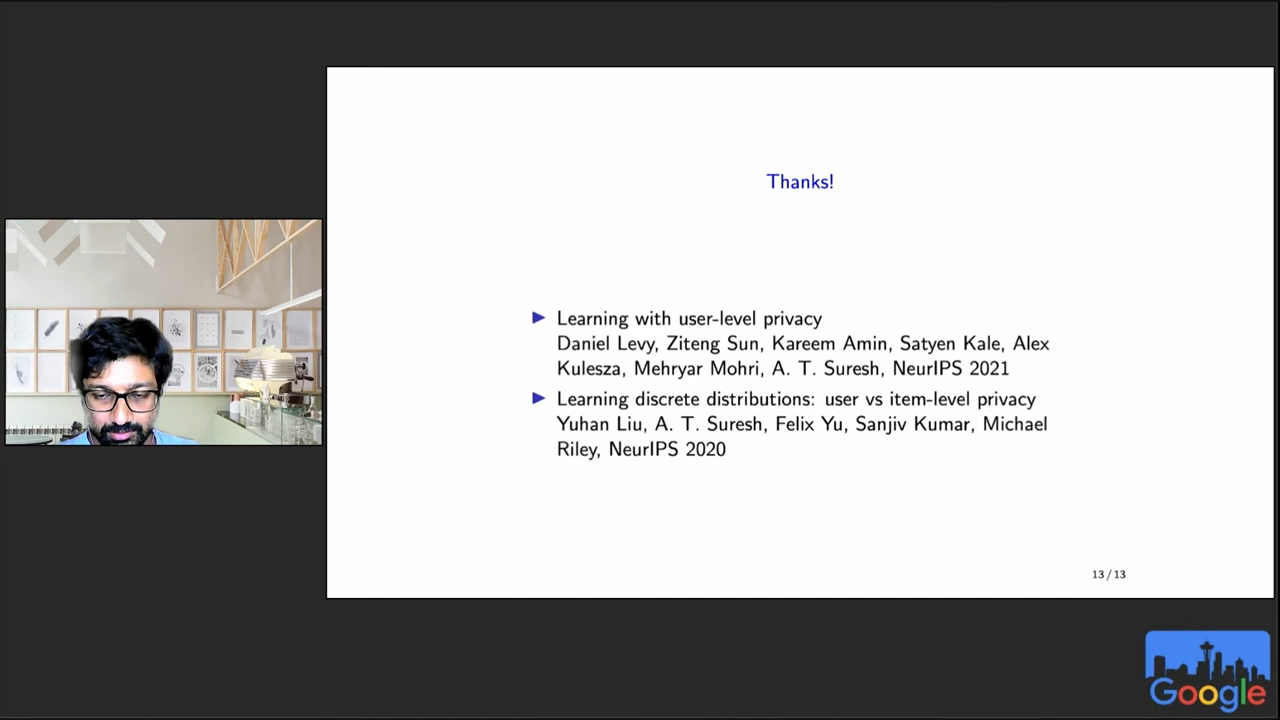 Thanks!
Learning with user-level privacy
Daniel Levy, Ziteng Sun, Kareem Amin, Satyen Kale, Alex
Kulesza, Mehryar Mohri, A. T. Suresh, NeurIPS 2021
Learning discrete distributions: user vs item-level privacy
Yuhan Liu, A. T. Suresh, Felix Yu, Sanjiv Kumar, Michael
Riley, NeurIPS 2020
13 / 13
Google